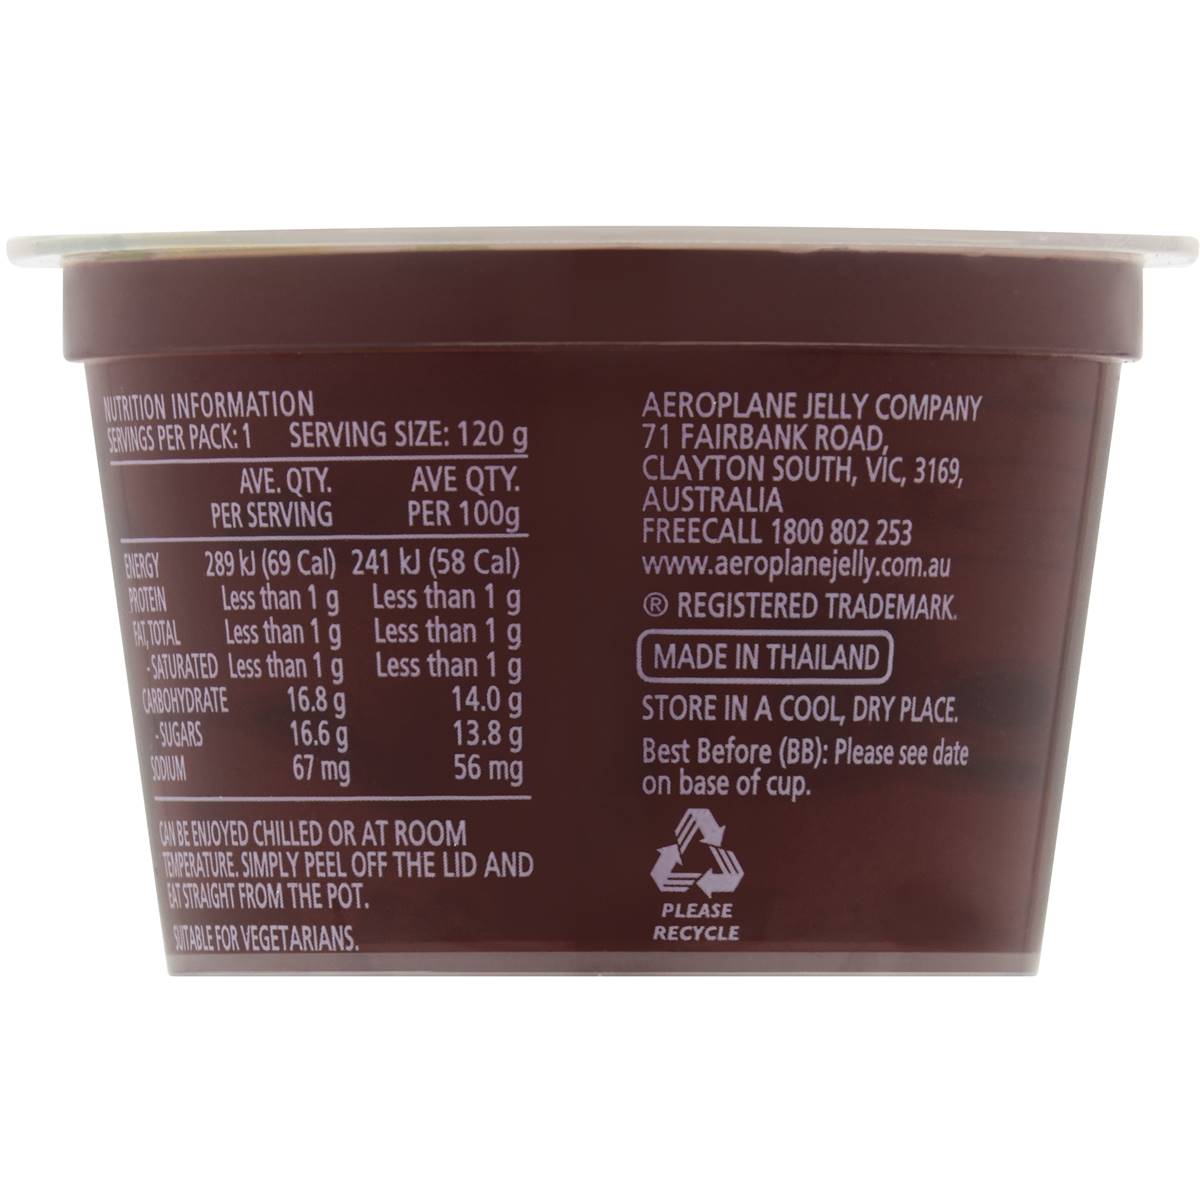 NUTRITION INFORMATION
SERVINGS PER PACK: 1 SERVING SIZE: 120 g
AVE. QTY. AVE QTY.
PER SERVING PER 100g
ENERGY 289 kJ (69 Cal) 241 kJ (58 Cal)
PROTEIN Less than 1 g Less than 1 g
FAT, TOTAL Less than 1 g Less than 1 g
- SATURATED Less than 1 g Less than 1 g
CARBOHYDRATE 16.8 g 14.0 g
- SUGARS 16.6 g 13.8 g
SODIUM 67 mg 56 mg
CAN BE ENJOYED CHILLED OR AT ROOM
TEMPERATURE. SIMPLY PEEL OFF THE LID AND
EAT STRAIGHT FROM THE POT.
SUITABLE FOR VEGETARIANS.
AEROPLANE JELLY COMPANY
71 FAIRBANK ROAD,
CLAYTON SOUTH, VIC, 3169,
AUSTRALIA
FREECALL 1800 802 253
www.aeroplanejelly.com.au
® REGISTERED TRADEMARK.
MADE IN THAILAND
STORE IN A COOL, DRY PLACE.
Best Before (BB): Please see date
on base of cup.
PLEASE
RECYCLE